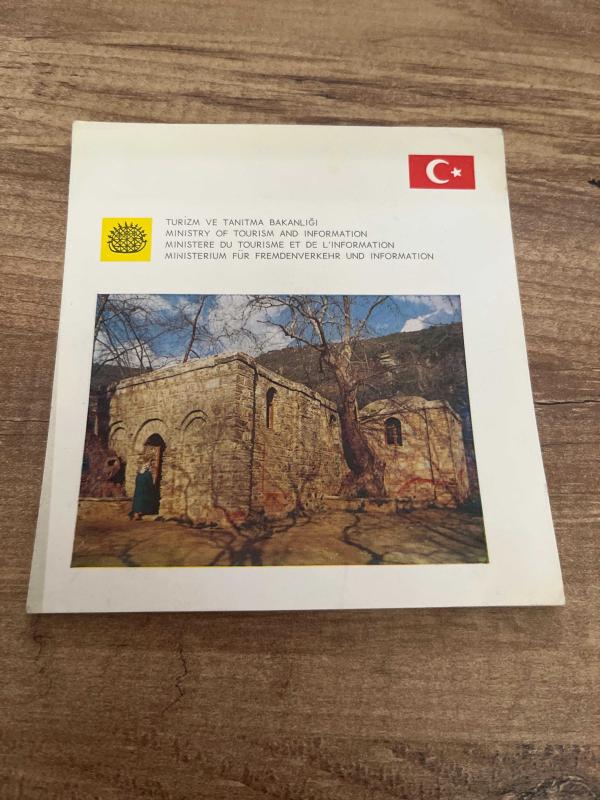 TURİZM VE TANITMA BAKANLIĞI
MINISTRY OF TOURISM AND INFORMATION
MINISTERE DU TOURISME ET DE L'INFORMATION
MINISTERIUM FÜR FREMDENVERKEHR UND INFORMATION